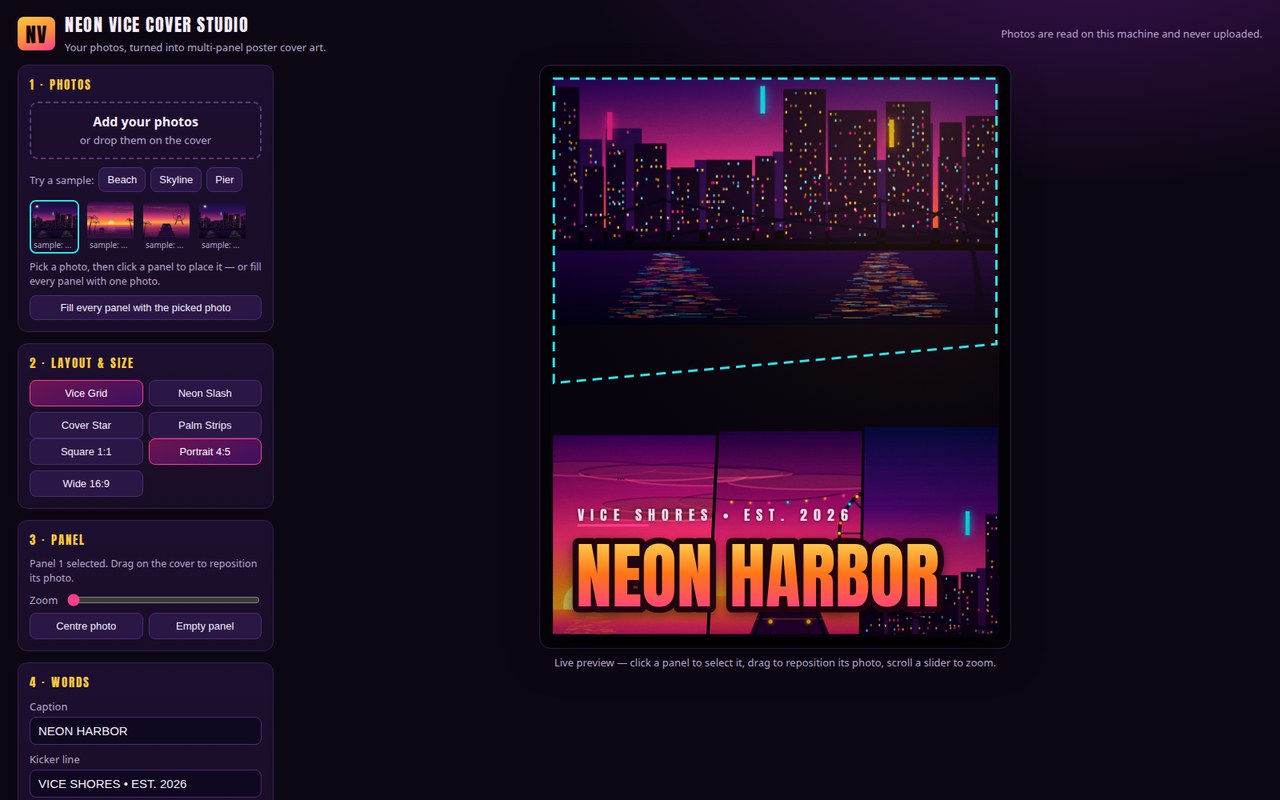 NV
NEON VICE COVER STUDIO
Your photos, turned into multi-panel poster cover art.
Photos are read on this machine and never uploaded.
1 · PHOTOS
Add your photos
or drop them on the cover
Try a sample: Beach Skyline Pier
sample: ... sample: ... sample: ... sample: ...
Pick a photo, then click a panel to place it — or fill
every panel with one photo.
Fill every panel with the picked photo
2 · LAYOUT & SIZE
Vice Grid Neon Slash
Cover Star Palm Strips
Square 1:1 Portrait 4:5
Wide 16:9
3 · PANEL
Panel 1 selected. Drag on the cover to reposition
its photo.
Zoom
Centre photo Empty panel
4 · WORDS
Caption
NEON HARBOR
Kicker line
VICE SHORES • EST. 2026
VICE SHORES • EST. 2026
NEON HARBOR
Live preview — click a panel to select it, drag to reposition its photo, scroll a slider to zoom.